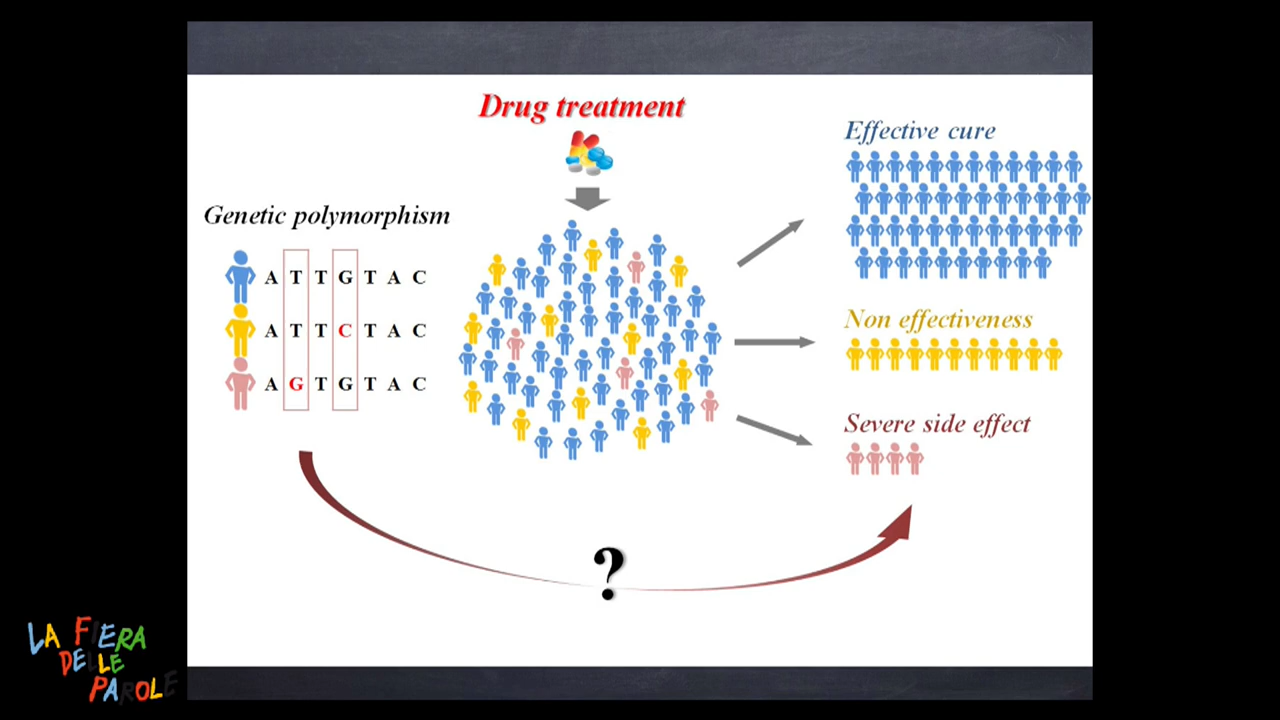 Drug treatment
Genetic polymorphism
A T T G T A C
A T T C T A C
A G T G T A C
Effective cure
Non effectiveness
Severe side effect
?
LA FIERA
DELLE
PAROLE